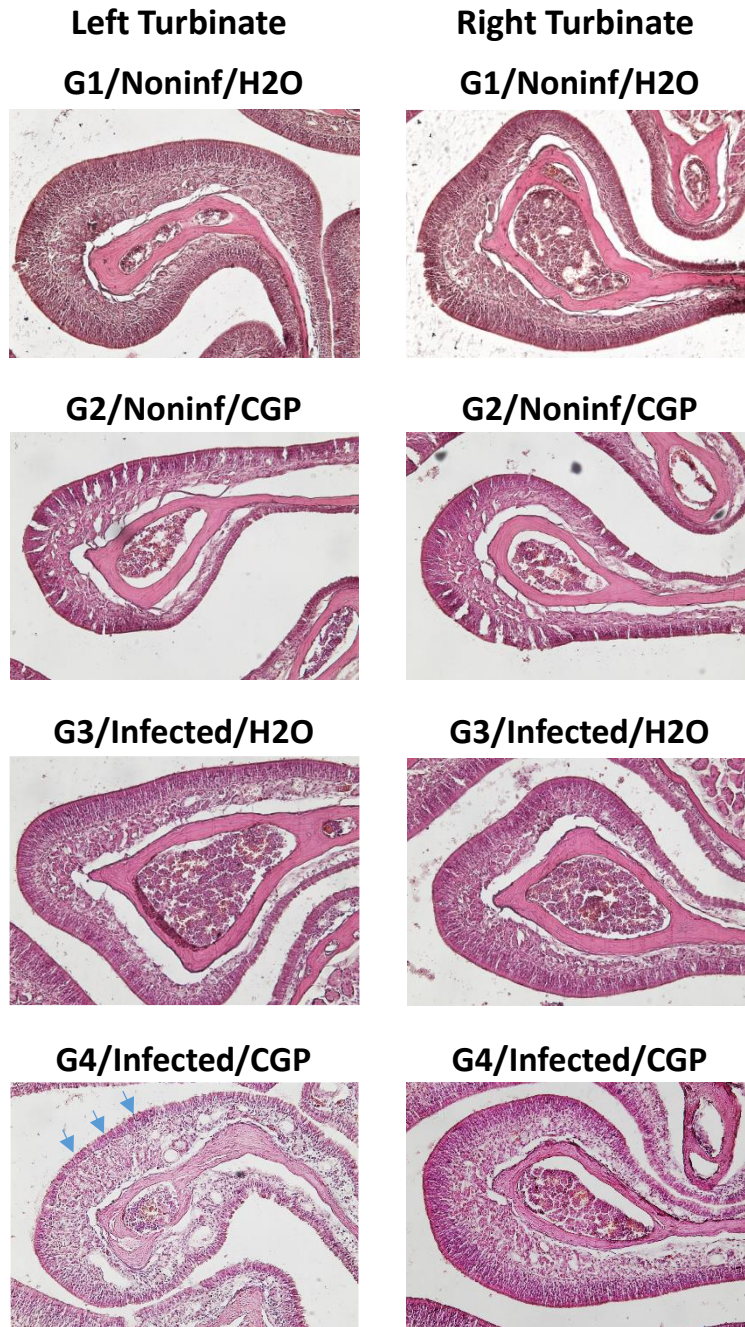 Left Turbinate
Right Turbinate
G1/Noninf/H2O
G1/Noninf/H2O
G2/Noninf/CGP
G2/Noninf/CGP
G3/Infected/H2O
G3/Infected/H2O
G4/Infected/CGP
G4/Infected/CGP